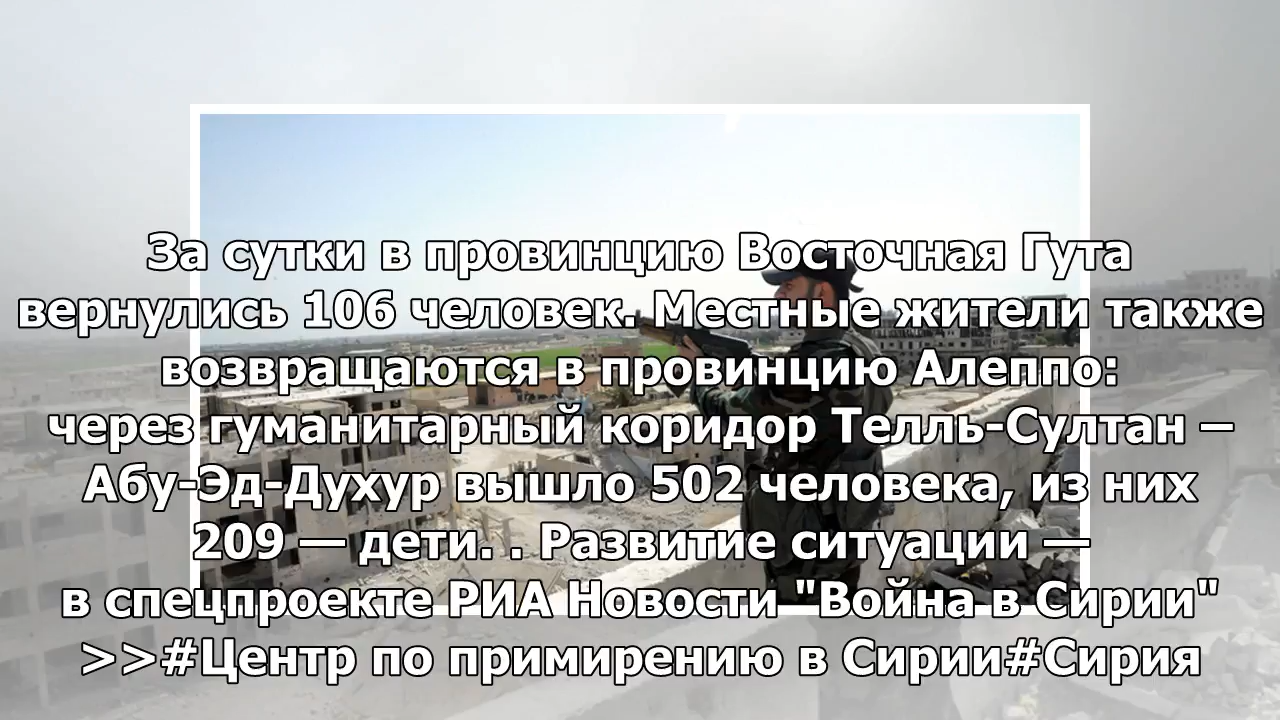 За сутки в провинцию Восточная Гута
вернулись 106 человек. Местные жители также
возвращаются в провинцию Алеппо:
через гуманитарный коридор Телль-Султан –
Абу-Эд-Духур вышло 502 человека, из них
209 — дети. . Развитие ситуации —
в спецпроекте РИА Новости "Война в Сирии"
>>#Центр по примирению в Сирии#Сирия